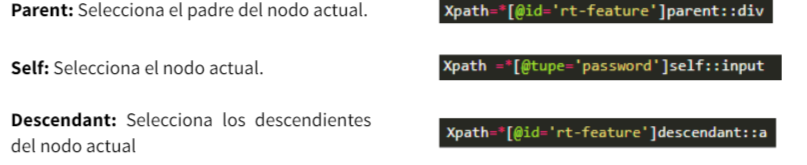 Parent: Selecciona el padre del nodo actual.
Xpath=*[@id='rt-feature']parent::div
Self: Selecciona el nodo actual.
Xpath =*[@tupe='password']self::input
Descendant: Selecciona los descendientes
del nodo actual
Xpath=*[@id='rt-feature']descendant::a